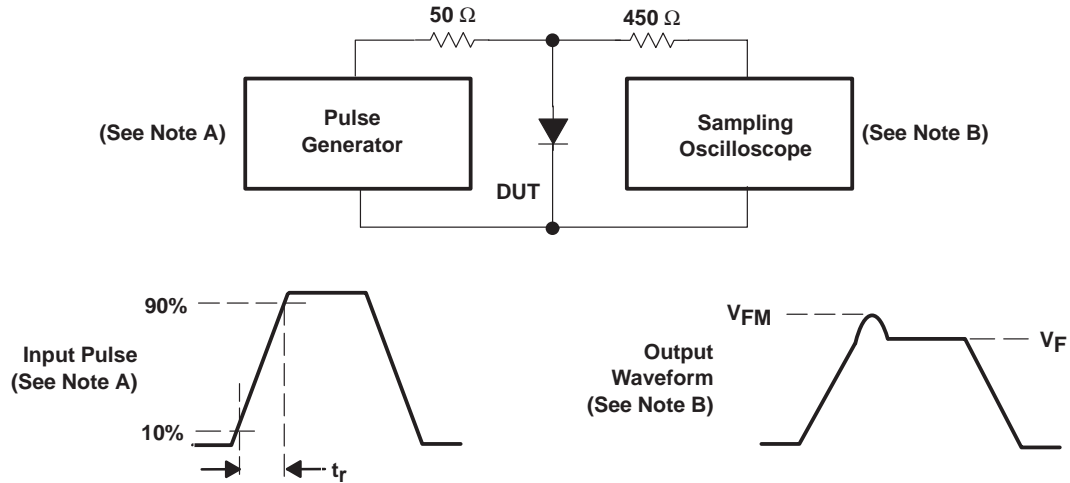 50 Ω
450 Ω
(See Note A)
Pulse
Generator
DUT
Sampling
Oscilloscope
(See Note B)
90%
Input Pulse
(See Note A)
10%
tr
VFM
Output
Waveform
(See Note B)
VF